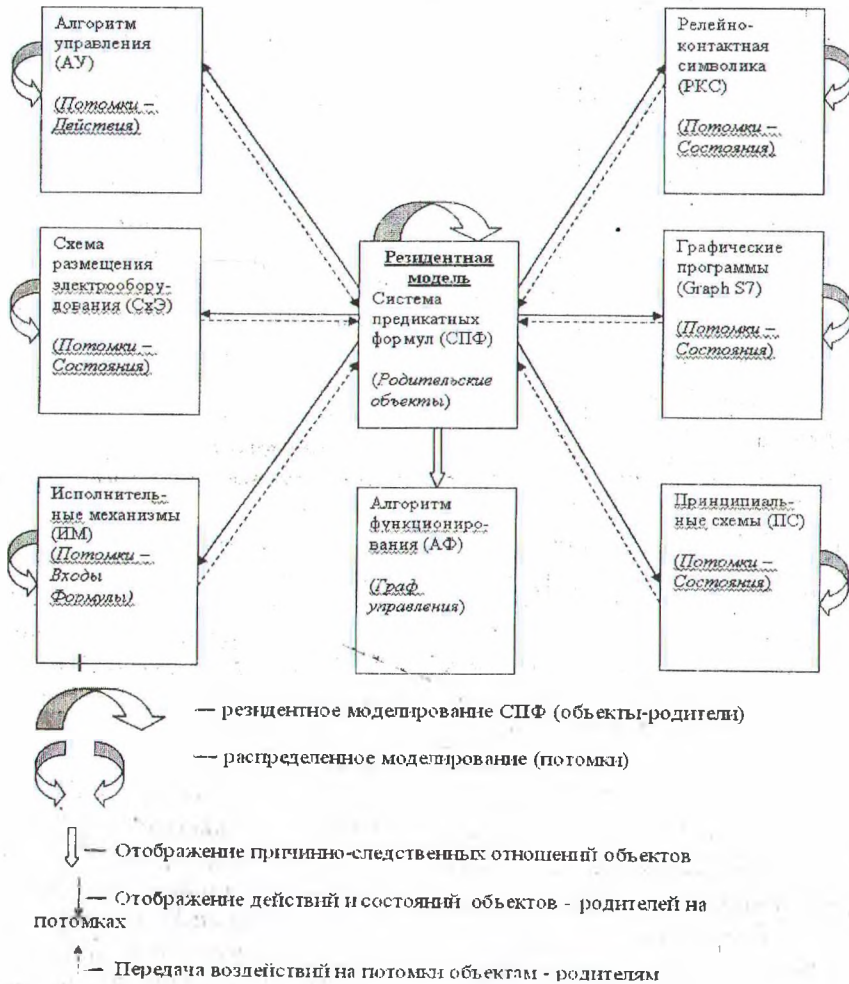 Алгоритм
управления
(АУ)
(Потомки –
Действия)
Релейно-
контактная
символика
(РКС)
(Потомки –
Состояния)
Схема
размещения
электрооборудо-
дования (СхЭ)
(Потомки –
Состояния)
Резидентная
модель
Система
предикатных
формул (СПФ)
(Родительские
объекты)
Графические
программы
(Graph S7)
(Потомки –
Состояния)
Исполнитель-
ные механизмы
(ИМ)
(Потомки –
Входы
Формулы)
Алгоритм
функциониро-
вания (АФ)
(Граф
управления)
Принципиаль-
ные схемы (ПС)
(Потомки –
Состояния)
— резидентное моделирование СПФ (объекты-родители)
— распределенное моделирование (потомки)
— Отображение причинно-следственных отношений объектов
— Отображение действий и состояний объектов - родителей на
потомках
— Передача воздействий на потомки объектам - родителям